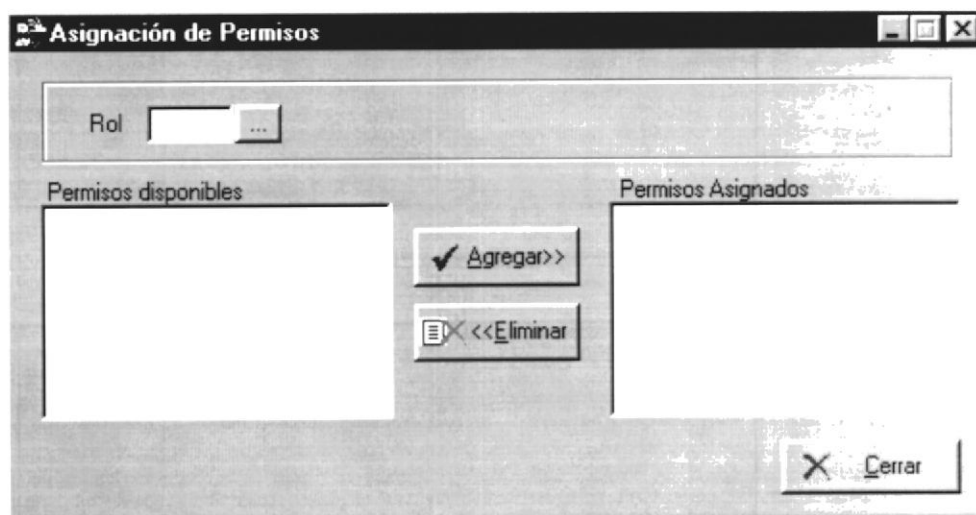 Asignación de Permisos
Rol ...
Permisos disponibles
Permisos Asignados
Agregar>>
<<Eliminar
Cerrar